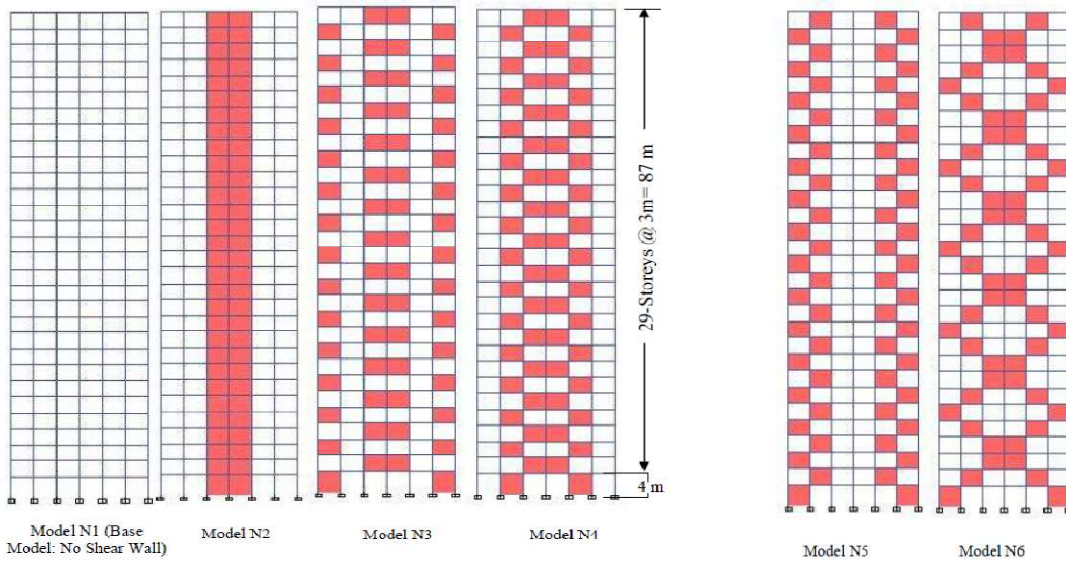 29-Storeys @ 3m= 87 m
4 m
Model N1 (Base
Model: No Shear Wall)
Model N2
Model N3
Model N4
Model N5
Model N6